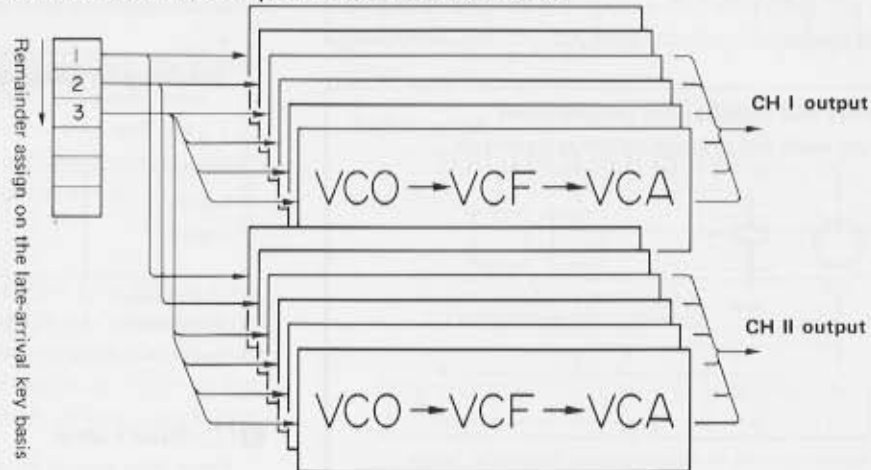 1
2
3
Remainder assign on the late-arrival key basis
VCO → VCF → VCA
CH I output
VCO → VCF → VCA
CH II output